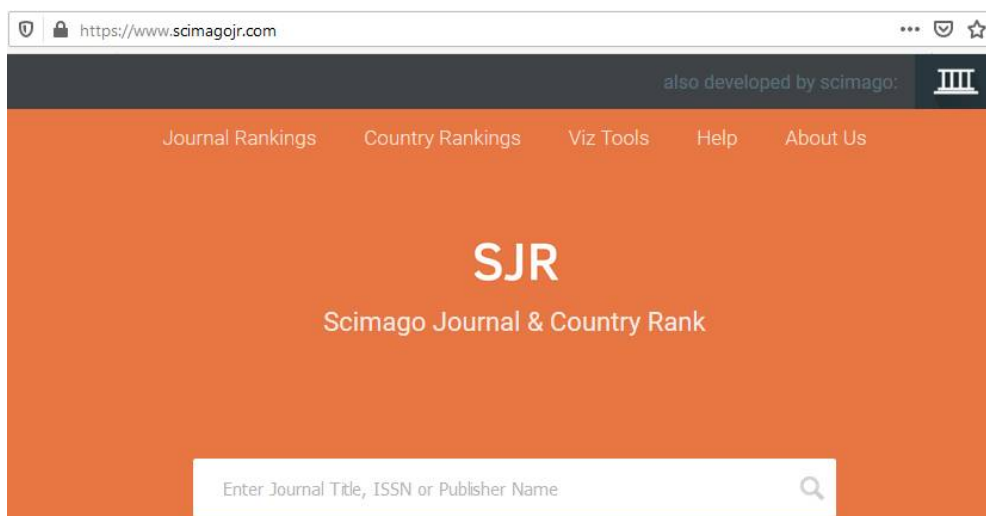 https://www.scimagojr.com
also developed by scimago:
Journal Rankings Country Rankings Viz Tools Help About Us
SJR
Scimago Journal & Country Rank
Enter Journal Title, ISSN or Publisher Name